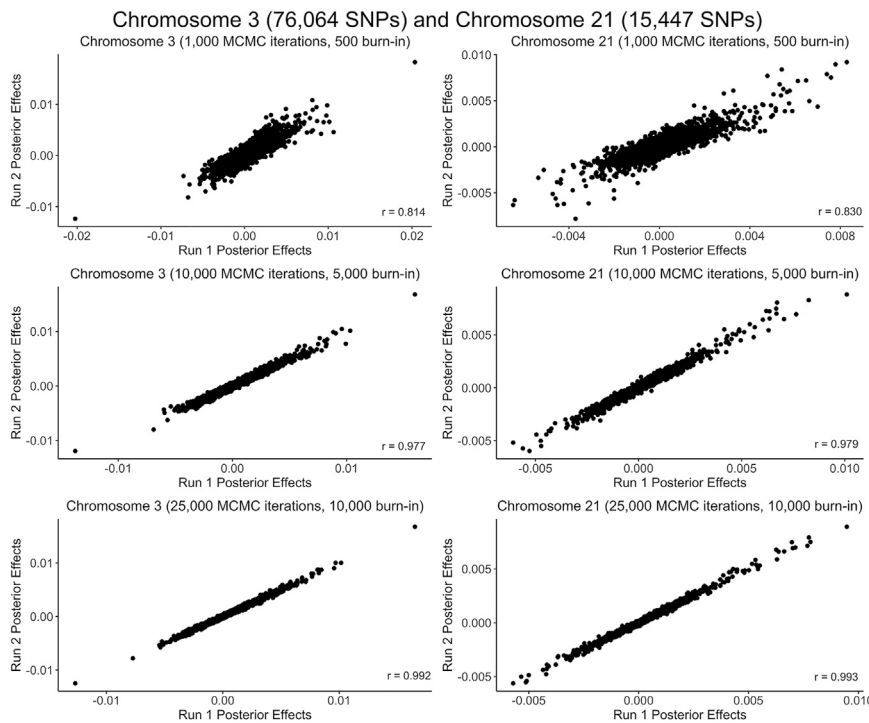 Chromosome 3 (76,064 SNPs) and Chromosome 21 (15,447 SNPs)
Chromosome 3 (1,000 MCMC iterations, 500 burn-in)
Run 2 Posterior Effects
0.01
0.00
-0.01
r = 0.814
-0.02 -0.01 0.00 0.01 0.02
Run 1 Posterior Effects
Chromosome 21 (1,000 MCMC iterations, 500 burn-in)
Run 2 Posterior Effects
0.010
0.005
0.000
-0.005
r = 0.830
-0.004 0.000 0.004 0.008
Run 1 Posterior Effects
Chromosome 3 (10,000 MCMC iterations, 5,000 burn-in)
Run 2 Posterior Effects
0.01
0.00
-0.01
r = 0.977
-0.01 0.00 0.01
Run 1 Posterior Effects
Chromosome 21 (10,000 MCMC iterations, 5,000 burn-in)
Run 2 Posterior Effects
0.005
0.000
-0.005
r = 0.979
-0.005 0.000 0.005 0.010
Run 1 Posterior Effects
Chromosome 3 (25,000 MCMC iterations, 10,000 burn-in)
Run 2 Posterior Effects
0.01
0.00
-0.01
r = 0.992
-0.01 0.00 0.01
Run 1 Posterior Effects
Chromosome 21 (25,000 MCMC iterations, 10,000 burn-in)
Run 2 Posterior Effects
0.005
0.000
-0.005
r = 0.993
-0.005 0.000 0.005
Run 1 Posterior Effects